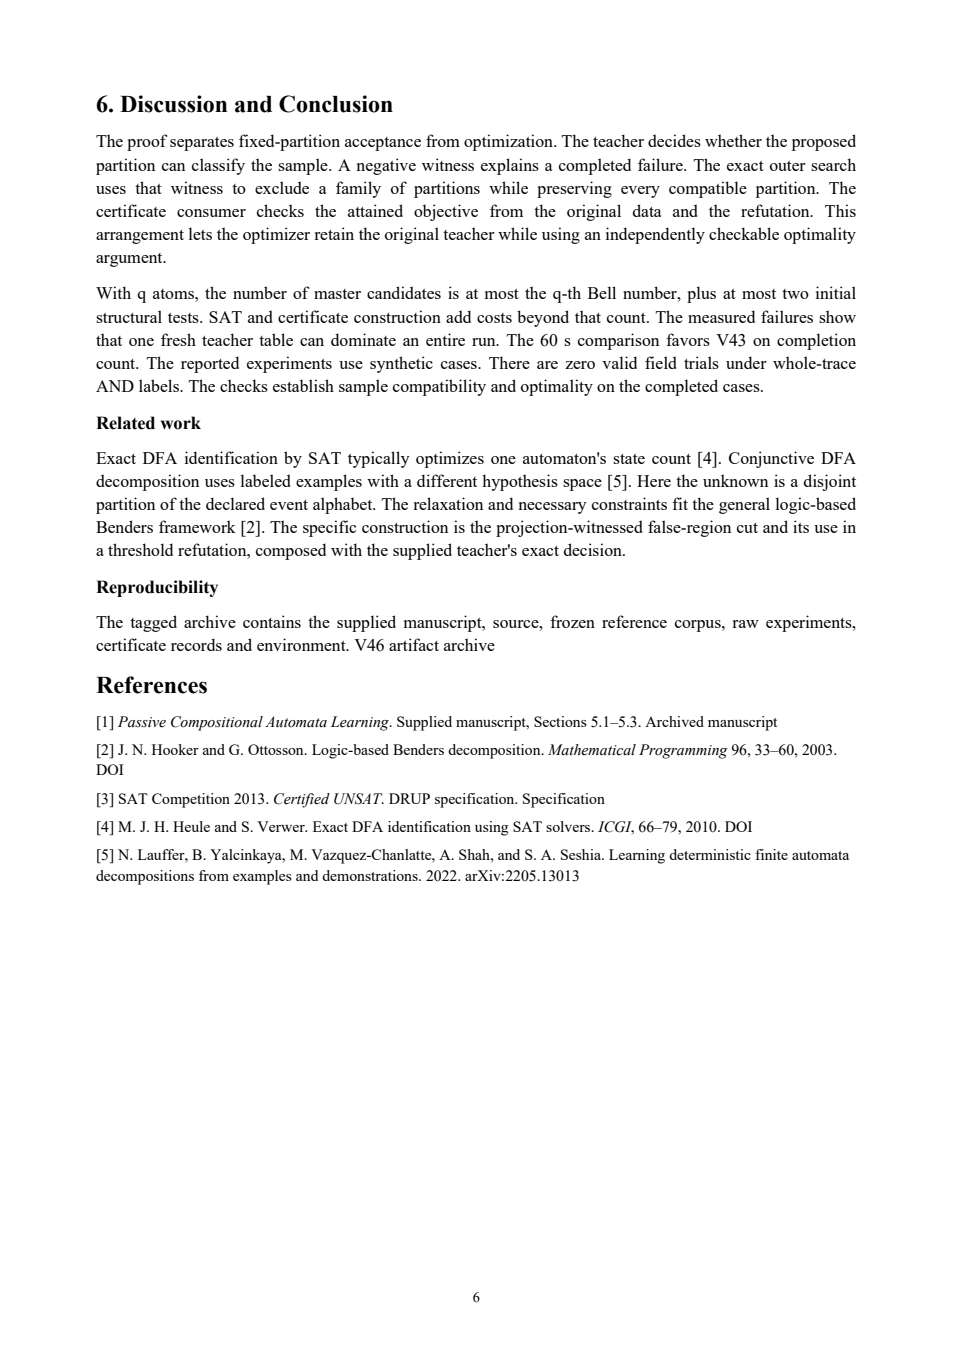 6. Discussion and Conclusion
The proof separates fixed-partition acceptance from optimization. The teacher decides whether the proposed
partition can classify the sample. A negative witness explains a completed failure. The exact outer search
uses that witness to exclude a family of partitions while preserving every compatible partition. The
certificate consumer checks the attained objective from the original data and the refutation. This
arrangement lets the optimizer retain the original teacher while using an independently checkable optimality
argument.
With q atoms, the number of master candidates is at most the q-th Bell number, plus at most two initial
structural tests. SAT and certificate construction add costs beyond that count. The measured failures show
that one fresh teacher table can dominate an entire run. The 60 s comparison favors V43 on completion
count. The reported experiments use synthetic cases. There are zero valid field trials under whole-trace
AND labels. The checks establish sample compatibility and optimality on the completed cases.
Related work
Exact DFA identification by SAT typically optimizes one automaton's state count [4]. Conjunctive DFA
decomposition uses labeled examples with a different hypothesis space [5]. Here the unknown is a disjoint
partition of the declared event alphabet. The relaxation and necessary constraints fit the general logic-based
Benders framework [2]. The specific construction is the projection-witnessed false-region cut and its use in
a threshold refutation, composed with the supplied teacher's exact decision.
Reproducibility
The tagged archive contains the supplied manuscript, source, frozen reference corpus, raw experiments,
certificate records and environment. V46 artifact archive
References
[1] Passive Compositional Automata Learning. Supplied manuscript, Sections 5.1–5.3. Archived manuscript
[2] J. N. Hooker and G. Ottosson. Logic-based Benders decomposition. Mathematical Programming 96, 33–60, 2003.
DOI
[3] SAT Competition 2013. Certified UNSAT. DRUP specification. Specification
[4] M. J. H. Heule and S. Verwer. Exact DFA identification using SAT solvers. ICGI, 66–79, 2010. DOI
[5] N. Lauffer, B. Yalcinkaya, M. Vazquez-Chanlatte, A. Shah, and S. A. Seshia. Learning deterministic finite automata
decompositions from examples and demonstrations. 2022. arXiv:2205.13013
6